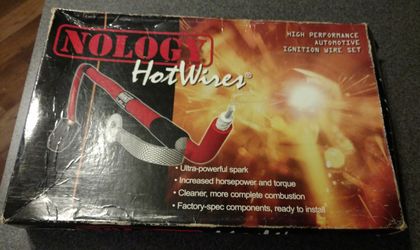 NOLOGY
HotWires®
HIGH PERFORMANCE
AUTOMOTIVE
IGNITION WIRE SET
• Ultra-powerful spark
• Increased horsepower and torque
• Cleaner, more complete combustion
• Factory-spec components, ready to install